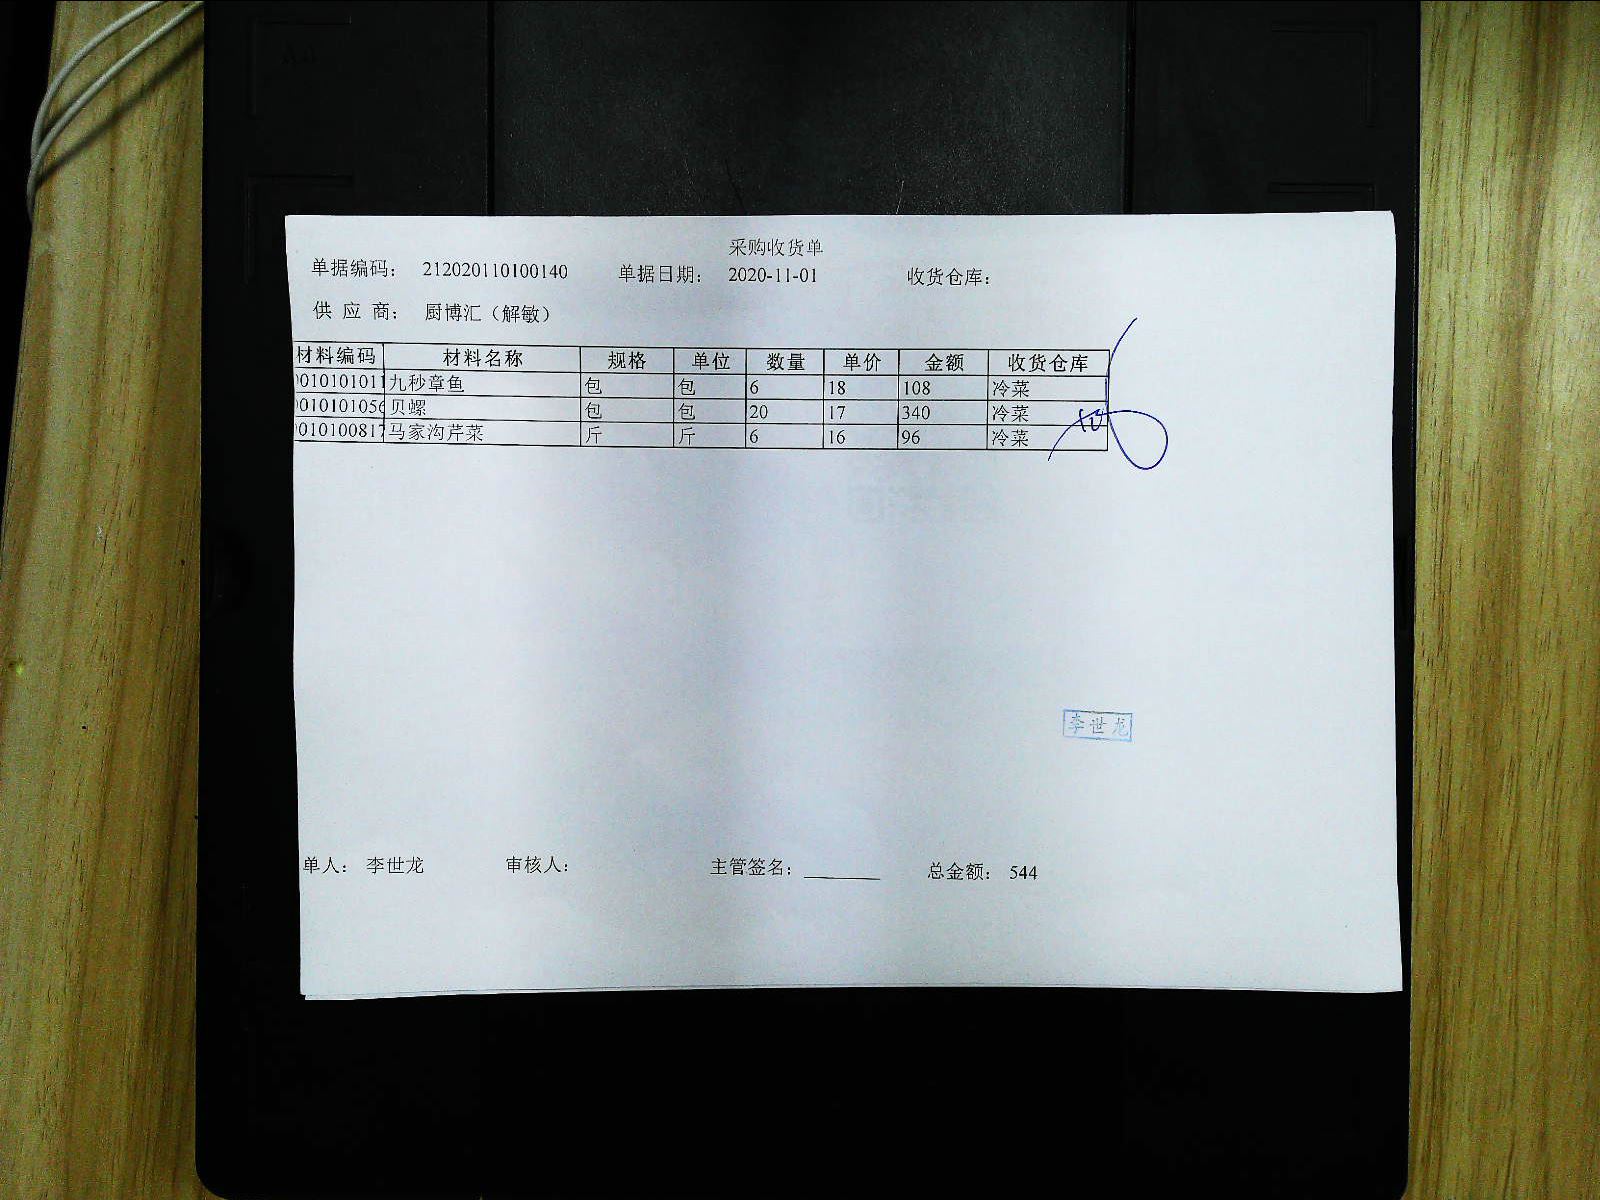 采购收货单
单据编码： 212020110100140 单据日期： 2020-11-01 收货仓库：
供 应 商： 厨博汇（解敏）
材料编码 材料名称 规格 单位 数量 单价 金额 收货仓库
010101011 九秒章鱼 包 包 6 18 108 冷菜
010101056 贝螺 包 包 20 17 340 冷菜
010100817 马家沟芹菜 斤 斤 6 16 96 冷菜
李世龙
单人： 李世龙 审核人： 主管签名： 总金额： 544